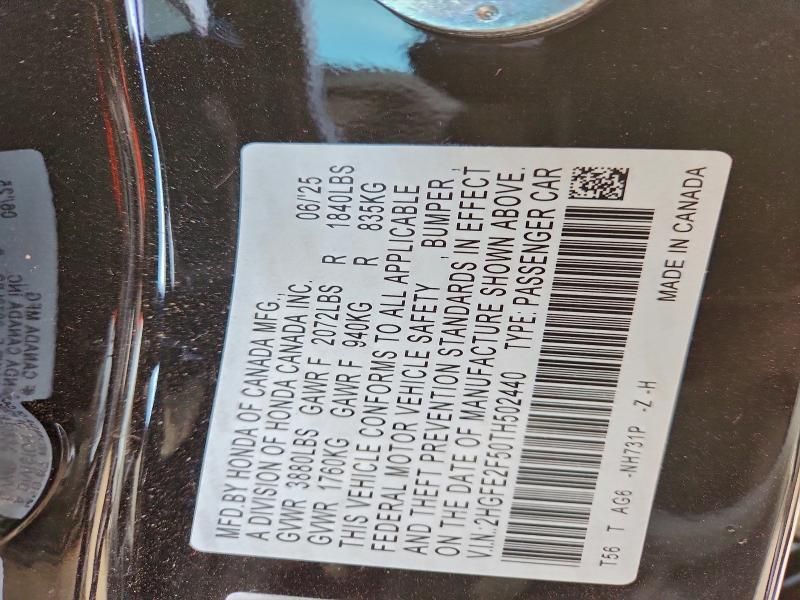 MFD.BY HONDA OF CANADA MFG.,
A DIVISION OF HONDA CANADA INC. 06/'25
GVWR 3880LBS GAWR F 2072LBS R 1840LBS
GVWR 1760KG GAWR F 940KG R 835KG
THIS VEHICLE CONFORMS TO ALL APPLICABLE
FEDERAL MOTOR VEHICLE SAFETY , BUMPER ,
AND THEFT PREVENTION STANDARDS IN EFFECT
ON THE DATE OF MANUFACTURE SHOWN ABOVE.
V.I.N.:2HGFE2F50TH502440 TYPE: PASSENGER CAR
T56 T AG6 -NH731P -Z -H MADE IN CANADA